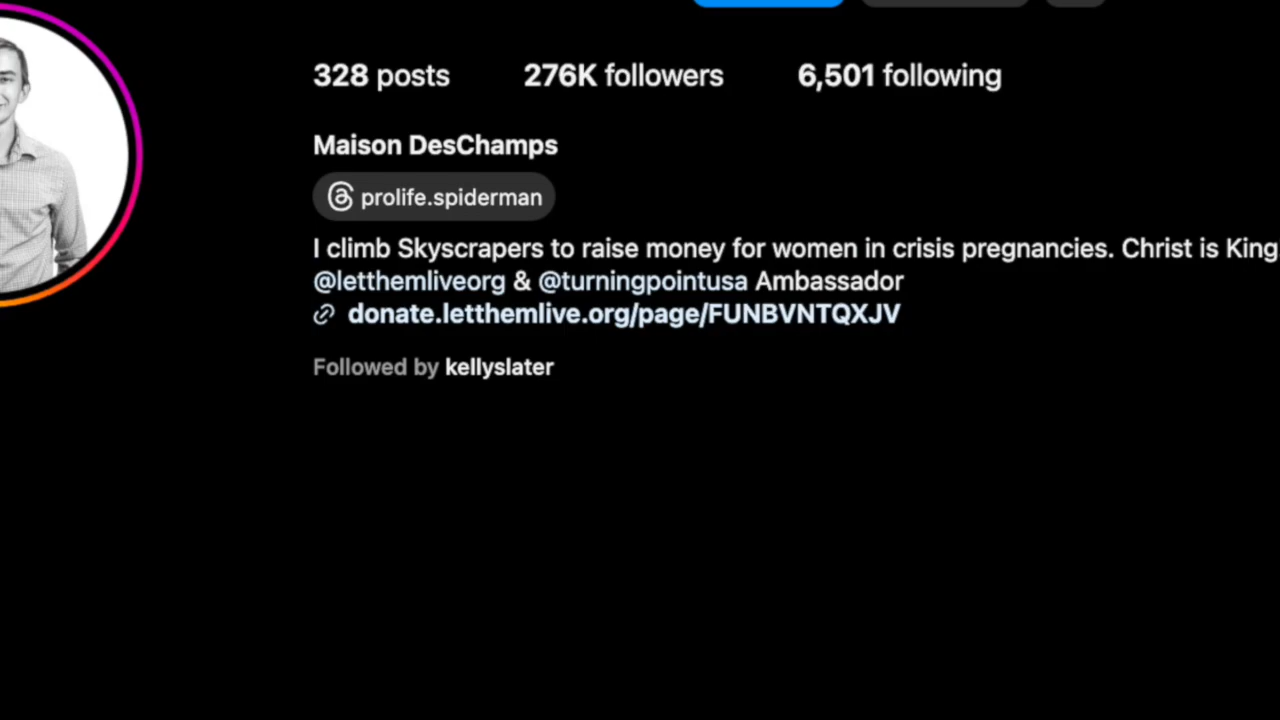 328 posts 276K followers 6,501 following
Maison DesChamps
prolife.spiderman
I climb Skyscrapers to raise money for women in crisis pregnancies. Christ is King.
@letthemliveorg & @turningpointusa Ambassador
donate.letthemlive.org/page/FUNBVNTQXJV
Followed by kellyslater